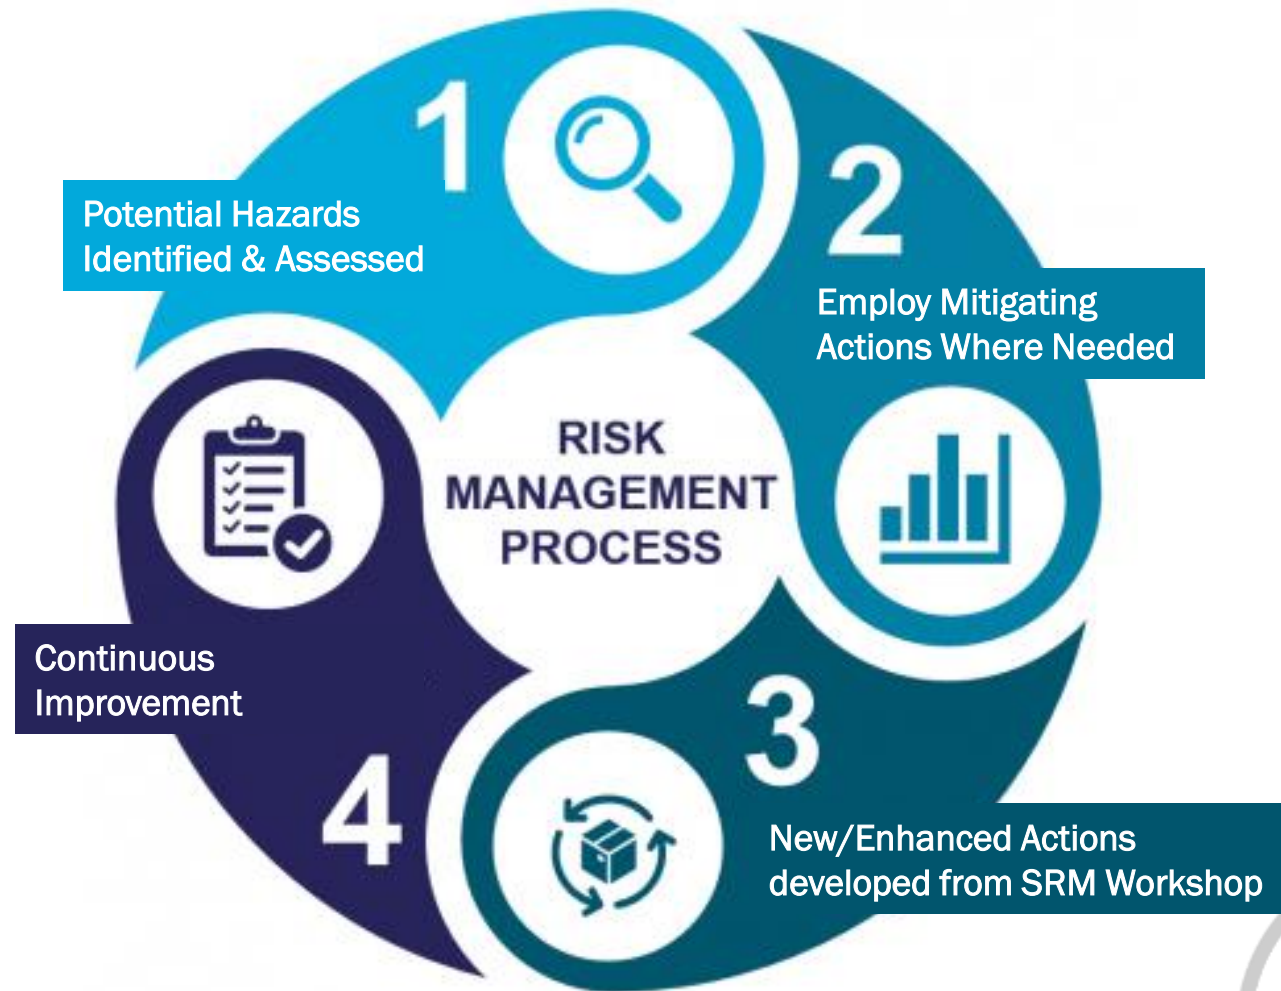 1
Potential Hazards
Identified & Assessed
2
Employ Mitigating
Actions Where Needed
RISK
MANAGEMENT
PROCESS
3
New/Enhanced Actions
developed from SRM Workshop
4
Continuous
Improvement